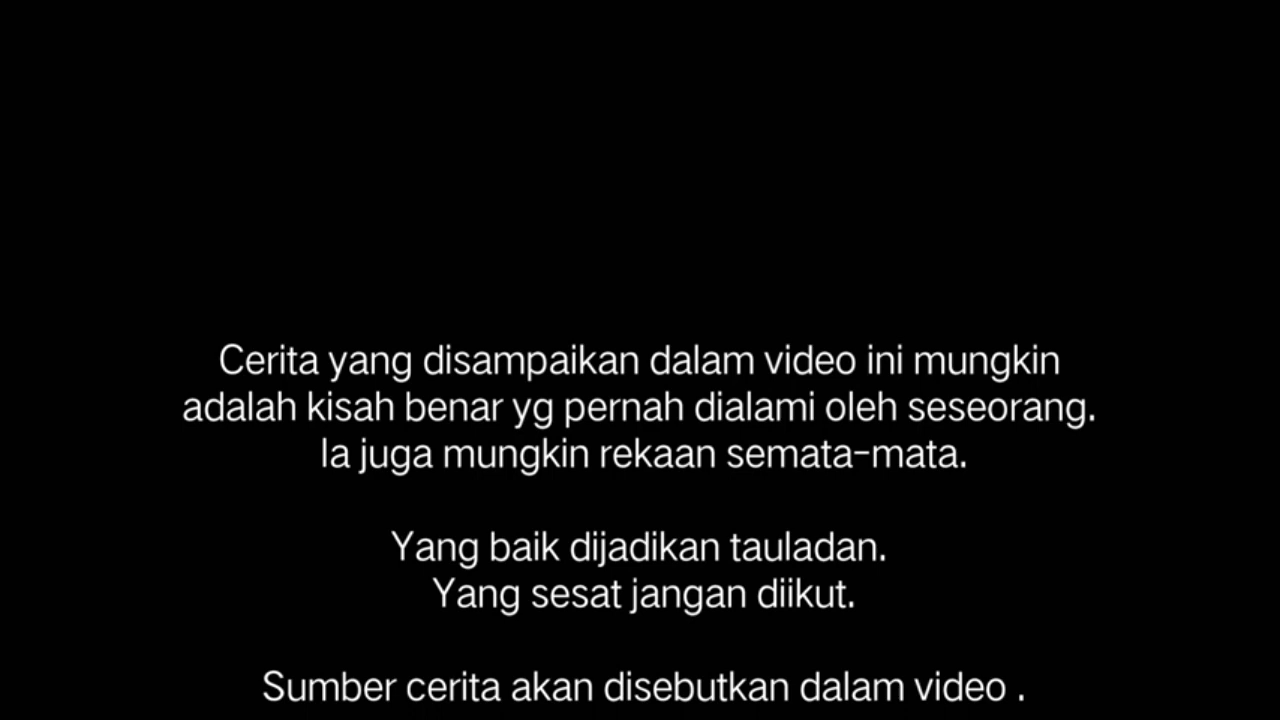 Cerita yang disampaikan dalam video ini mungkin
adalah kisah benar yg pernah dialami oleh seseorang.
Ia juga mungkin rekaan semata-mata.
Yang baik dijadikan tauladan.
Yang sesat jangan diikut.
Sumber cerita akan disebutkan dalam video .